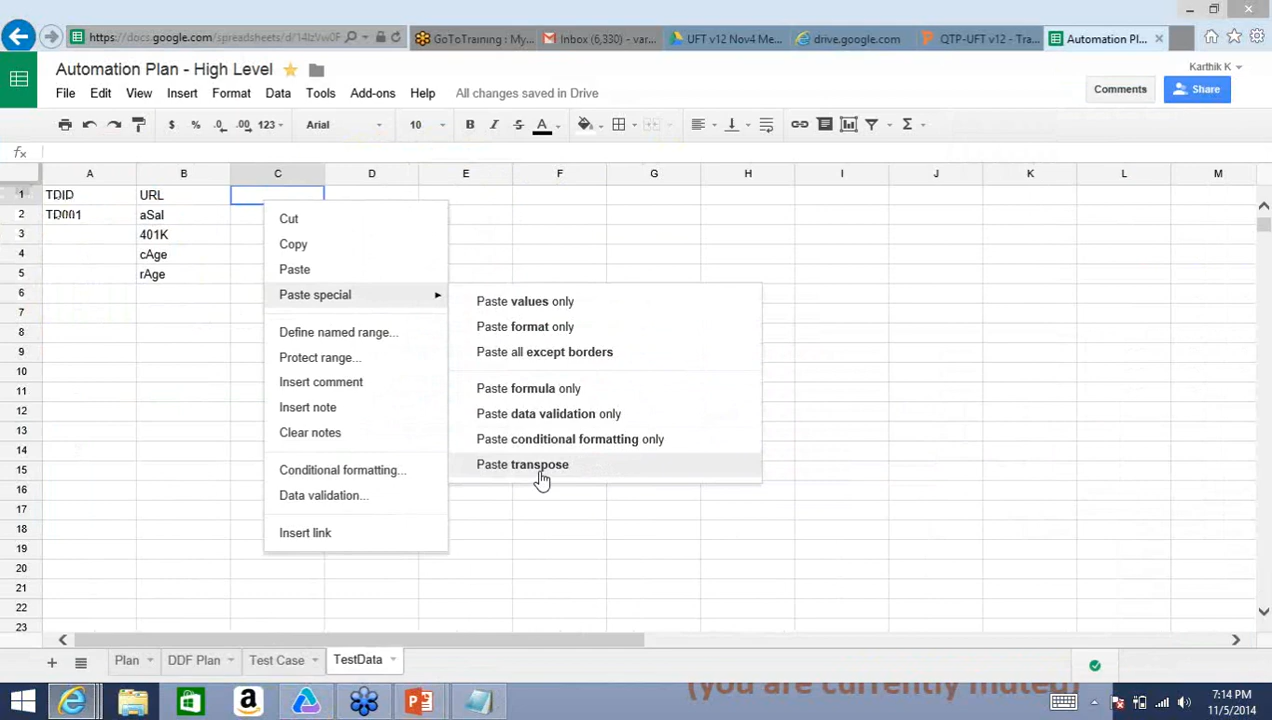 https://docs.google.com/spreadsheets/d/14IzVw0F
GoToTraining : My...
Inbox (6,330) - var...
UFT v12 Nov4 Me...
drive.google.com
QTP-UFT v12 - Tra...
Automation Pl...
Automation Plan - High Level
Karthik K
File Edit View Insert Format Data Tools Add-ons Help All changes saved in Drive
Comments
Share
$ % .0 .00 123 Arial 10 B I S A Σ
fx
A B C D E F G H I J K L M
1 TDID URL
2 TD001 aSal
3 401K
4 cAge
5 rAge
6
7
8
9
10
11
12
13
14
15
16
17
18
19
20
21
22
23
Cut
Copy
Paste
Paste special
Define named range...
Protect range...
Insert comment
Insert note
Clear notes
Conditional formatting...
Data validation...
Insert link
Paste values only
Paste format only
Paste all except borders
Paste formula only
Paste data validation only
Paste conditional formatting only
Paste transpose
Plan DDF Plan Test Case TestData
(you are currently muted)
7:14 PM
11/5/2014